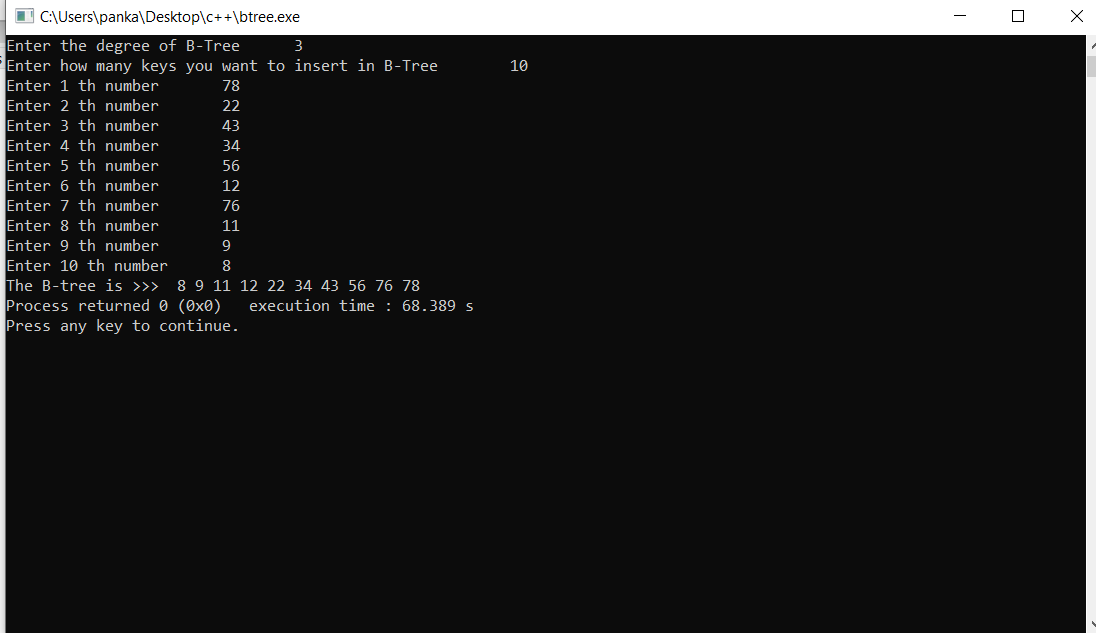 C:\Users\panka\Desktop\c++\btree.exe
Enter the degree of B-Tree      3
Enter how many keys you want to insert in B-Tree        10
Enter 1 th number       78
Enter 2 th number       22
Enter 3 th number       43
Enter 4 th number       34
Enter 5 th number       56
Enter 6 th number       12
Enter 7 th number       76
Enter 8 th number       11
Enter 9 th number       9
Enter 10 th number      8
The B-tree is >>>  8 9 11 12 22 34 43 56 76 78
Process returned 0 (0x0)   execution time : 68.389 s
Press any key to continue.